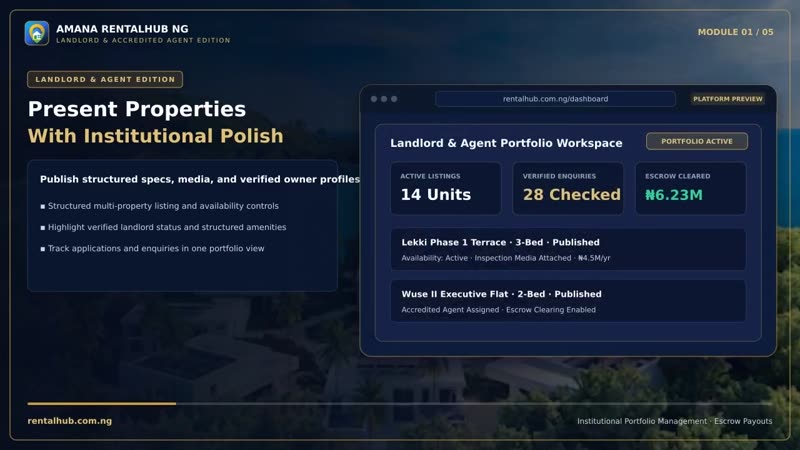 AMANA RENTALHUB NG
LANDLORD & ACCREDITED AGENT EDITION
MODULE 01 / 05
LANDLORD & AGENT EDITION
Present Properties
With Institutional Polish
Publish structured specs, media, and verified owner profiles
▪ Structured multi-property listing and availability controls
▪ Highlight verified landlord status and structured amenities
▪ Track applications and enquiries in one portfolio view
rentalhub.com.ng/dashboard
PLATFORM PREVIEW
Landlord & Agent Portfolio Workspace
PORTFOLIO ACTIVE
ACTIVE LISTINGS
14 Units
VERIFIED ENQUIRIES
28 Checked
ESCROW CLEARED
₦6.23M
Lekki Phase 1 Terrace · 3-Bed · Published
Availability: Active · Inspection Media Attached · ₦4.5M/yr
Wuse II Executive Flat · 2-Bed · Published
Accredited Agent Assigned · Escrow Clearing Enabled
rentalhub.com.ng
Institutional Portfolio Management · Escrow Payouts